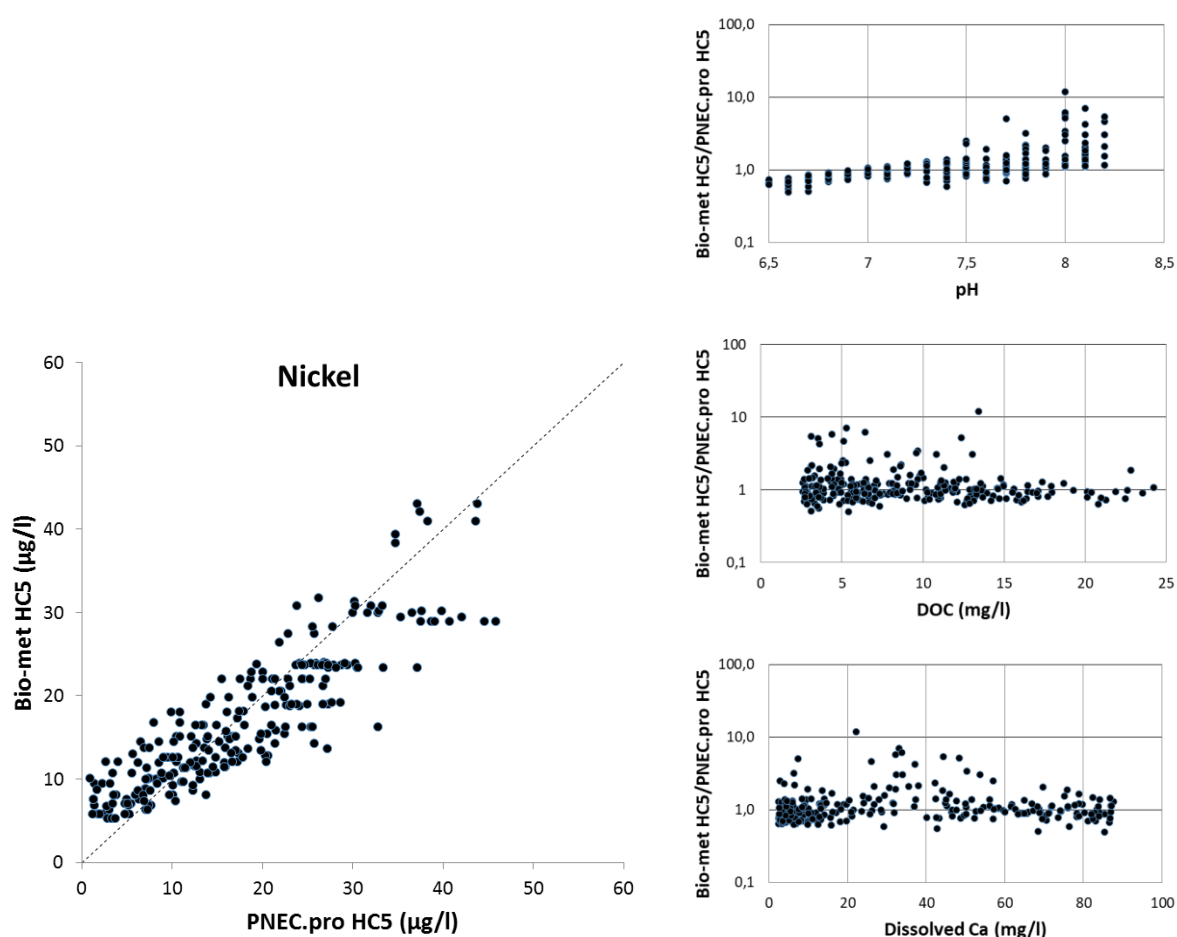 Nickel
Bio-met HC5 (µg/l)
60
50
40
30
20
10
0
0 10 20 30 40 50 60
PNEC.pro HC5 (µg/l)
Bio-met HC5/PNEC.pro HC5
100,0
10,0
1,0
0,1
6,5 7 7,5 8 8,5
pH
Bio-met HC5/PNEC.pro HC5
100
10
1
0,1
0 5 10 15 20 25
DOC (mg/l)
Bio-met HC5/PNEC.pro HC5
100,0
10,0
1,0
0,1
0 20 40 60 80 100
Dissolved Ca (mg/l)